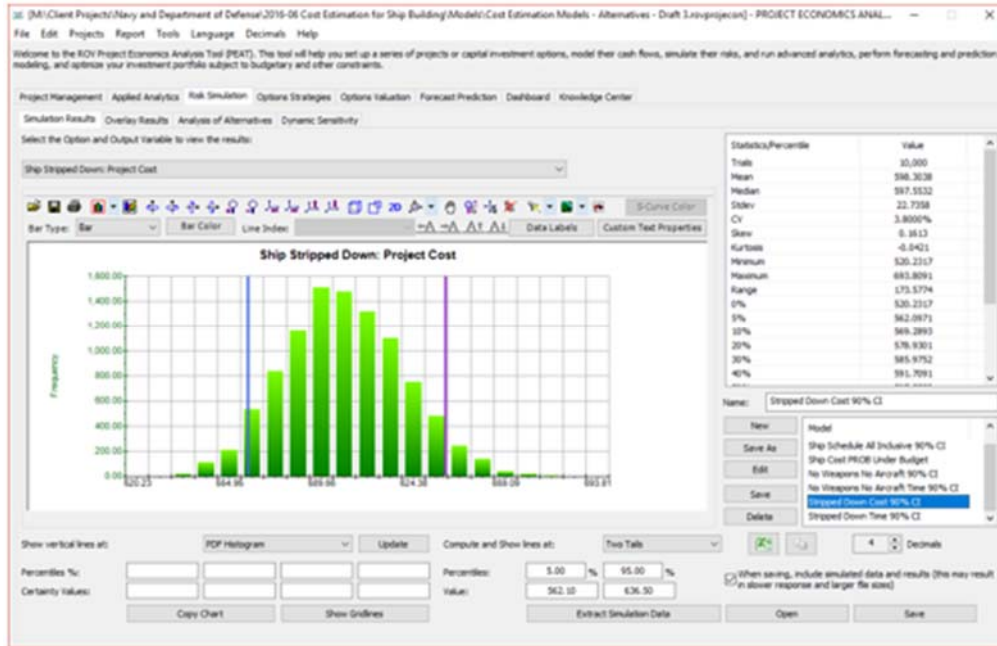 [M:\Client Projects\Navy and Department of Defense\2016-06 Cost Estimation for Ship Building\Models\Cost Estimation Models - Alternatives - Draft 3.rovprojecon] - PROJECT ECONOMICS ANAL...
File Edit Projects Report Tools Language Decimals Help
Welcome to the ROV Project Economics Analysis Tool (PEAT). This tool will help you set up a series of projects or capital investment options, model their cash flows, simulate their risks, and run advanced analytics, perform forecasting and prediction
modeling, and optimize your investment portfolio subject to budgetary and other constraints.
Project Management Applied Analytics Risk Simulation Options Strategies Options Valuation Forecast Prediction Dashboard Knowledge Center
Simulation Results Overlay Results Analysis of Alternatives Dynamic Sensitivity
Select the Option and Output Variable to view the results:
Ship Stripped Down: Project Cost
2D S-Curve Color
Bar Type: Bar Bar Color Line Index: Data Labels Custom Text Properties
Ship Stripped Down: Project Cost
Frequency
1,600.00
1,400.00
1,200.00
1,000.00
800.00
600.00
400.00
200.00
0.00
Statistics/Percentile Value
Trials 10,000
Mean 598.3038
Median 597.5532
Stdev 22.7358
CV 3.8000%
Skew 0.1613
Kurtosis -0.0421
Minimum 520.2317
Maximum 693.8091
Range 173.5774
0% 520.2317
5% 562.0971
10% 569.2893
20% 578.9301
30% 585.9752
40% 591.7091
Name: Stripped Down Cost 90% CI
New
Save As
Edit
Save
Delete
Model
Ship Schedule All Inclusive 90% CI
Ship Cost PROB Under Budget
No Weapons No Aircraft 90% CI
No Weapons No Aircraft Time 90% CI
Stripped Down Cost 90% CI
Stripped Down Time 90% CI
Show vertical lines at: PDF Histogram Update Compute and Show lines at: Two Tails 4 Decimals
Percentiles %: Percentiles: 5.00 % 95.00 %
Certainty Values: Value: 562.10 636.50
When saving, include simulated data and results (this may result
in slower response and larger file sizes)
Copy Chart Show Gridlines Extract Simulation Data Open Save